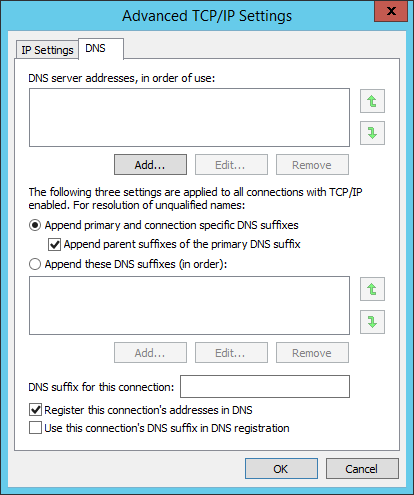 Advanced TCP/IP Settings
x
IP Settings DNS
DNS server addresses, in order of use:
Add... Edit... Remove
The following three settings are applied to all connections with TCP/IP
enabled. For resolution of unqualified names:
Append primary and connection specific DNS suffixes
Append parent suffixes of the primary DNS suffix
Append these DNS suffixes (in order):
Add... Edit... Remove
DNS suffix for this connection:
Register this connection's addresses in DNS
Use this connection's DNS suffix in DNS registration
OK Cancel